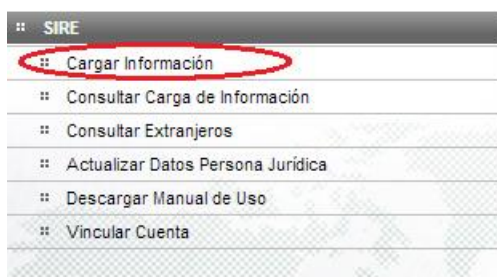 SIRE
Cargar Información
Consultar Carga de Información
Consultar Extranjeros
Actualizar Datos Persona Jurídica
Descargar Manual de Uso
Vincular Cuenta